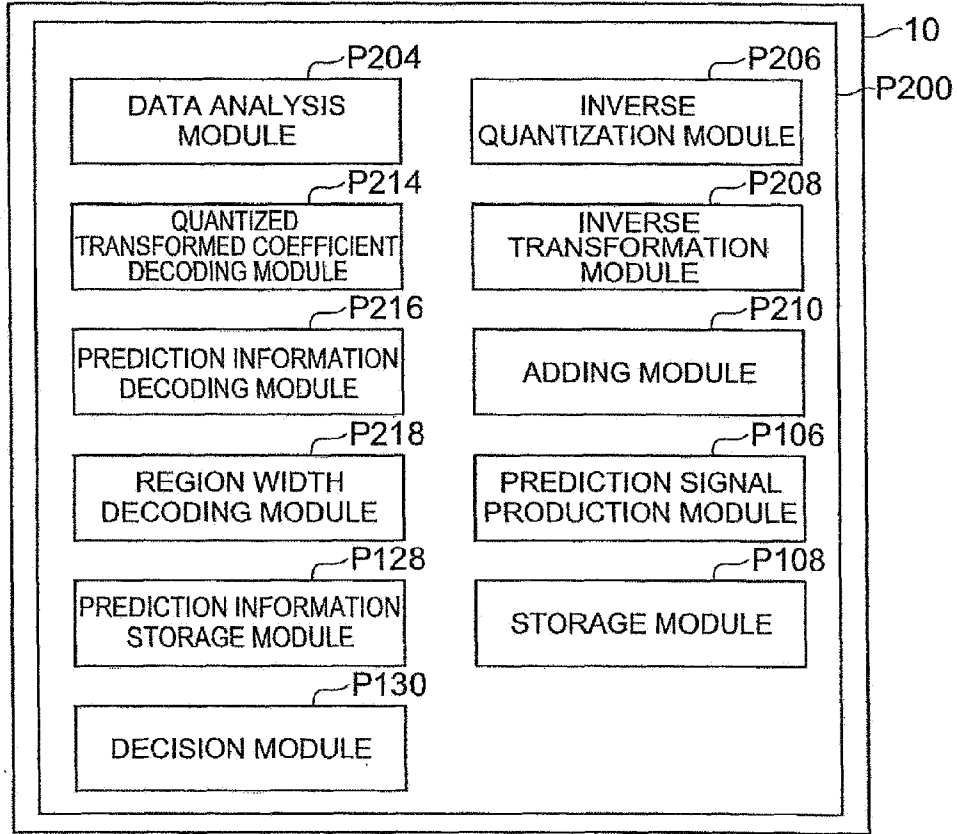 10
P200
P204
DATA ANALYSIS
MODULE
P206
INVERSE
QUANTIZATION MODULE
P214
QUANTIZED
TRANSFORMED COEFFICIENT
DECODING MODULE
P208
INVERSE
TRANSFORMATION
MODULE
P216
PREDICTION INFORMATION
DECODING MODULE
P210
ADDING MODULE
P218
REGION WIDTH
DECODING MODULE
P106
PREDICTION SIGNAL
PRODUCTION MODULE
P128
PREDICTION INFORMATION
STORAGE MODULE
P108
STORAGE MODULE
P130
DECISION MODULE